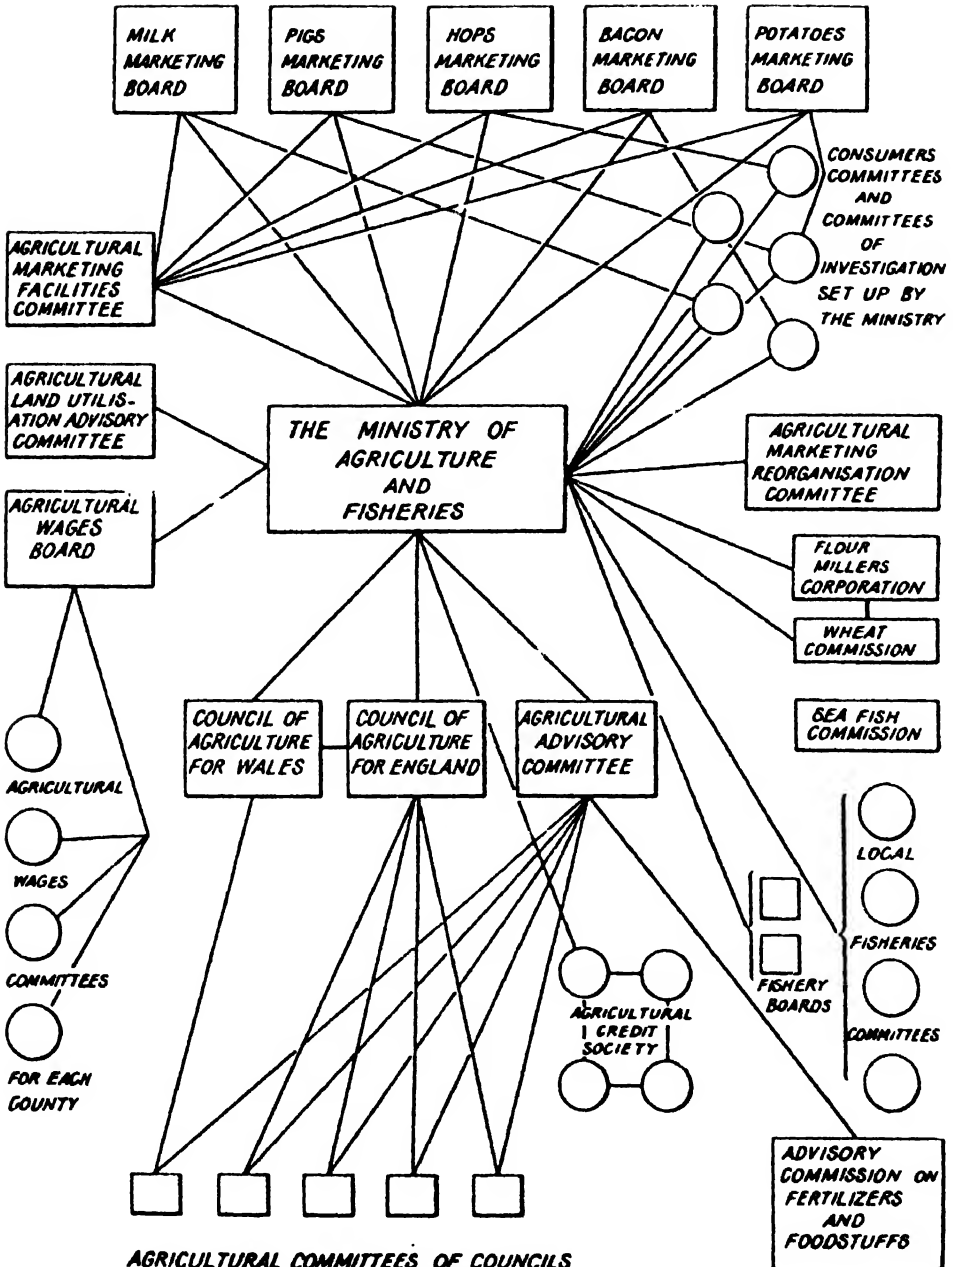 MILK
MARKETING
BOARD
PIGS
MARKETING
BOARD
HOPS
MARKETING
BOARD
BACON
MARKETING
BOARD
POTATOES
MARKETING
BOARD
CONSUMERS
COMMITTEES
AND
COMMITTEES
OF
INVESTIGATION
SET UP BY
THE MINISTRY
AGRICULTURAL
MARKETING
FACILITIES
COMMITTEE
AGRICULTURAL
LAND UTILIS-
ATION ADVISORY
COMMITTEE
THE MINISTRY OF
AGRICULTURE
AND
FISHERIES
AGRICULTURAL
MARKETING
REORGANISATION
COMMITTEE
AGRICULTURAL
WAGES
BOARD
FLOUR
MILLERS
CORPORATION
WHEAT
COMMISSION
COUNCIL OF
AGRICULTURE
FOR WALES
COUNCIL OF
AGRICULTURE
FOR ENGLAND
AGRICULTURAL
ADVISORY
COMMITTEE
SEA FISH
COMMISSION
AGRICULTURAL
WAGES
COMMITTEES
FOR EACH
COUNTY
LOCAL
FISHERIES
COMMITTEES
FISHERY
BOARDS
AGRICULTURAL
CREDIT
SOCIETY
ADVISORY
COMMISSION ON
FERTILIZERS
AND
FOODSTUFFS
AGRICULTURAL COMMITTEES OF COUNCILS